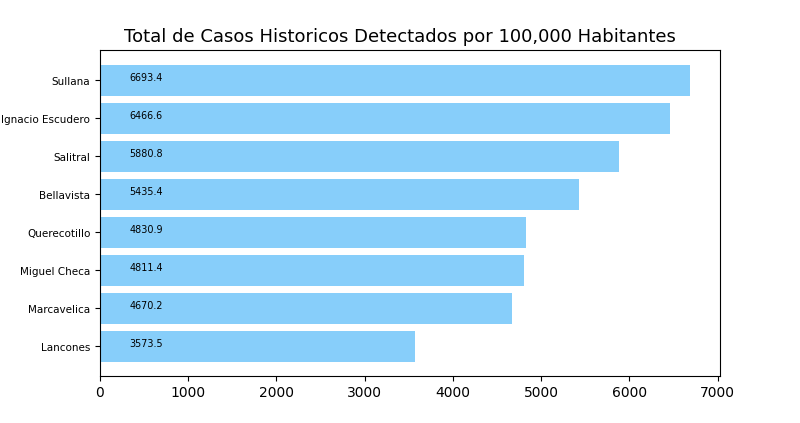 Total de Casos Historicos Detectados por 100,000 Habitantes
Sullana 6693.4
Ignacio Escudero 6466.6
Salitral 5880.8
Bellavista 5435.4
Querecotillo 4830.9
Miguel Checa 4811.4
Marcavelica 4670.2
Lancones 3573.5
0 1000 2000 3000 4000 5000 6000 7000